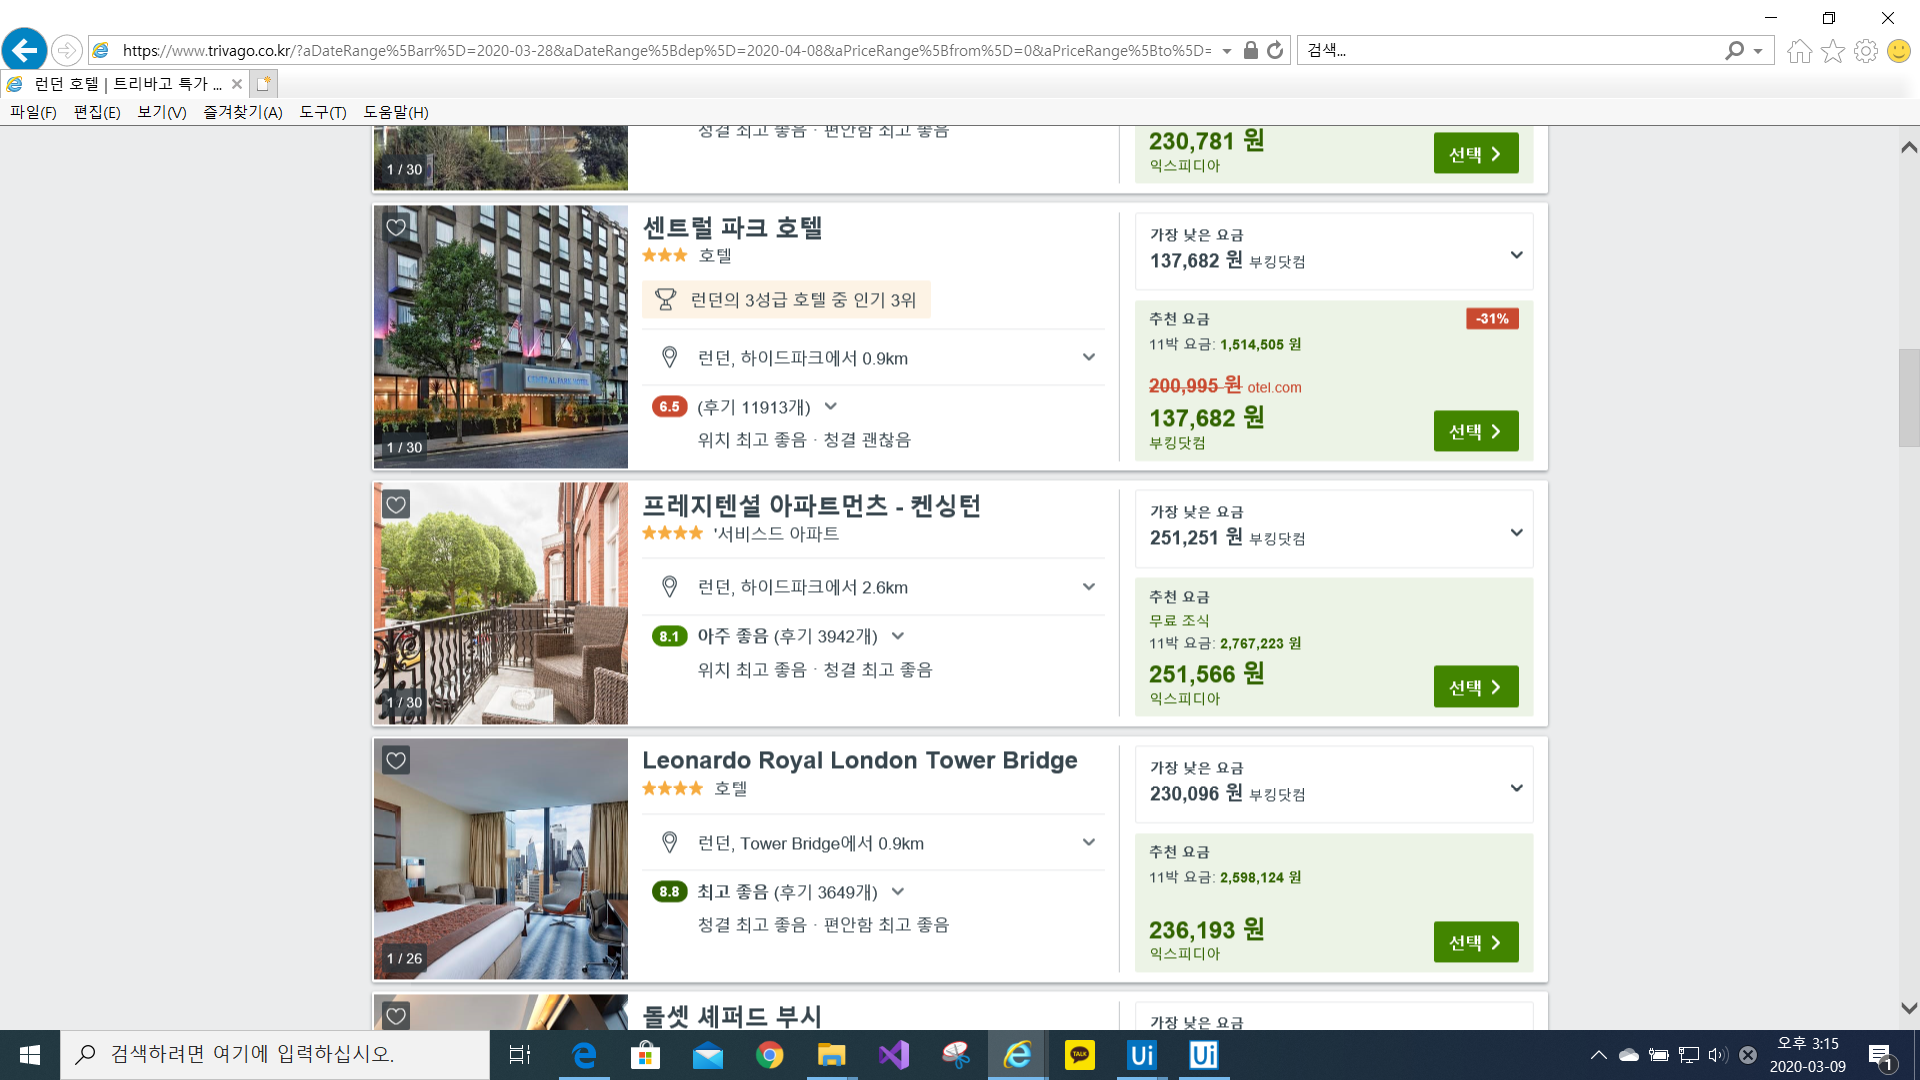 https://www.trivago.co.kr/?aDateRange%5Barr%5D=2020-03-28&aDateRange%5Bdep%5D=2020-04-08&aPriceRange%5Bfrom%5D=0&aPriceRange%5Bto%5D=
검색...
런던 호텔 | 트리바고 특가 ...
파일(F) 편집(E) 보기(V) 즐겨찾기(A) 도구(T) 도움말(H)
청결 최고 좋음 · 편안함 최고 좋음
1 / 30
230,781 원
익스피디아
선택
센트럴 파크 호텔
호텔
런던의 3성급 호텔 중 인기 3위
런던, 하이드파크에서 0.9km
6.5 (후기 11913개)
위치 최고 좋음 · 청결 괜찮음
CENTRAL PARK HOTEL
1 / 30
가장 낮은 요금
137,682 원 부킹닷컴
추천 요금
-31%
11박 요금: 1,514,505 원
200,995 원 otel.com
137,682 원
부킹닷컴
선택
프레지텐셜 아파트먼츠 - 켄싱턴
'서비스드 아파트
런던, 하이드파크에서 2.6km
8.1 아주 좋음 (후기 3942개)
위치 최고 좋음 · 청결 최고 좋음
1 / 30
가장 낮은 요금
251,251 원 부킹닷컴
추천 요금
무료 조식
11박 요금: 2,767,223 원
251,566 원
익스피디아
선택
Leonardo Royal London Tower Bridge
호텔
런던, Tower Bridge에서 0.9km
8.8 최고 좋음 (후기 3649개)
청결 최고 좋음 · 편안함 최고 좋음
1 / 26
가장 낮은 요금
230,096 원 부킹닷컴
추천 요금
11박 요금: 2,598,124 원
236,193 원
익스피디아
선택
돌셋 셰퍼드 부시
가장 낮은 요금
검색하려면 여기에 입력하십시오.
TALK
Ui
Ui
오후 3:15
2020-03-09
1